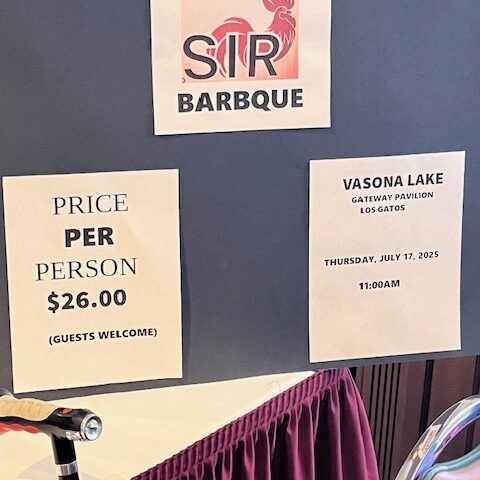 SIR
BARBQUE
PRICE
PER
PERSON
$26.00
(GUESTS WELCOME)
VASONA LAKE
GATEWAY PAVILION
LOS GATOS
THURSDAY, JULY 17, 2025
11:00AM